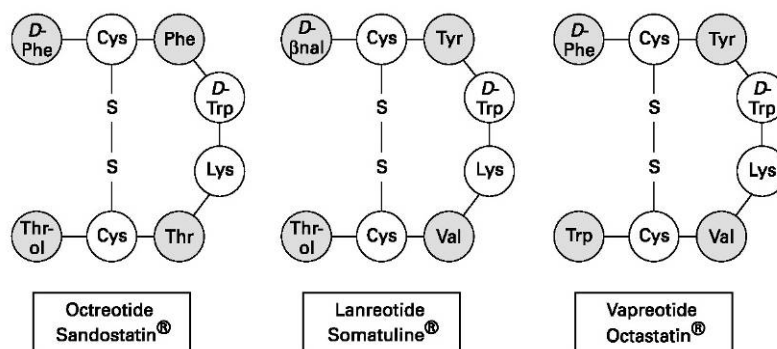 D-
Phe
Cys
Phe
D-
Trp
Lys
Thr
Cys
Thr-
ol
S
S
Octreotide
Sandostatin®
D-
βnal
Cys
Tyr
D-
Trp
Lys
Val
Cys
Thr-
ol
S
S
Lanreotide
Somatuline®
D-
Phe
Cys
Tyr
D-
Trp
Lys
Val
Cys
Trp
S
S
Vapreotide
Octastatin®